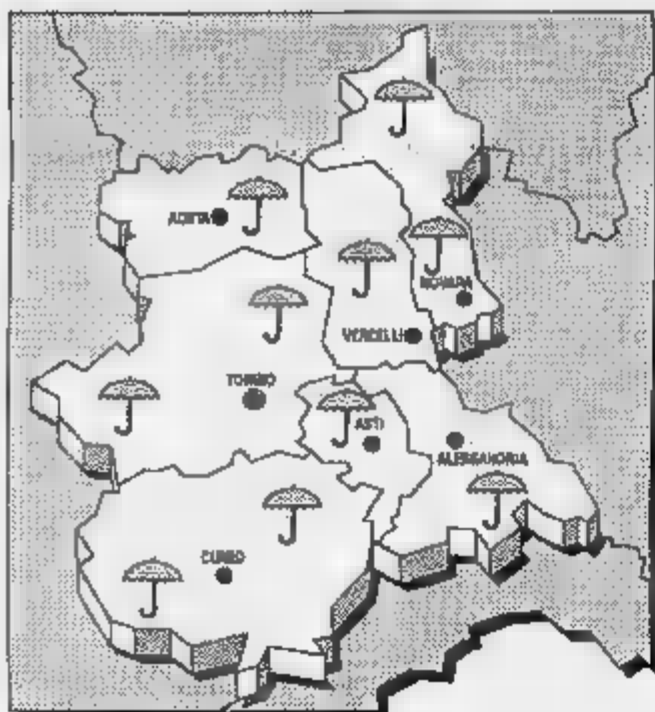 AOSTA
NOVARA
VERCELLI
TORINO
ASTI
ALESSANDRIA
CUNEO